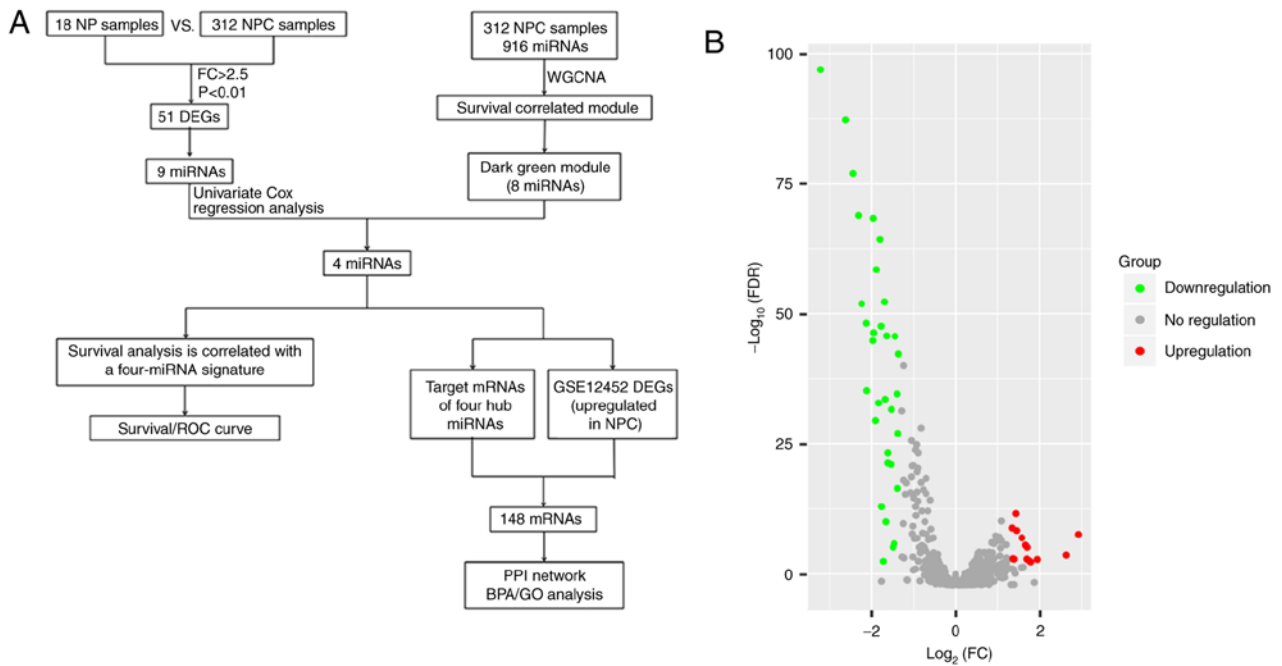 A
18 NP samples
VS.
312 NPC samples
FC>2.5
P<0.01
51 DEGs
9 miRNAs
Univariate Cox
regression analysis
312 NPC samples
916 miRNAs
WGCNA
Survival correlated module
Dark green module
(8 miRNAs)
4 miRNAs
Survival analysis is correlated with
a four-miRNA signature
Survival/ROC curve
Target mRNAs
of four hub
miRNAs
GSE12452 DEGs
(upregulated
in NPC)
148 mRNAs
PPI network
BPA/GO analysis
B
100
75
50
25
0
−Log10 (FDR)
−2
0
2
Log2 (FC)
Group
Downregulation
No regulation
Upregulation